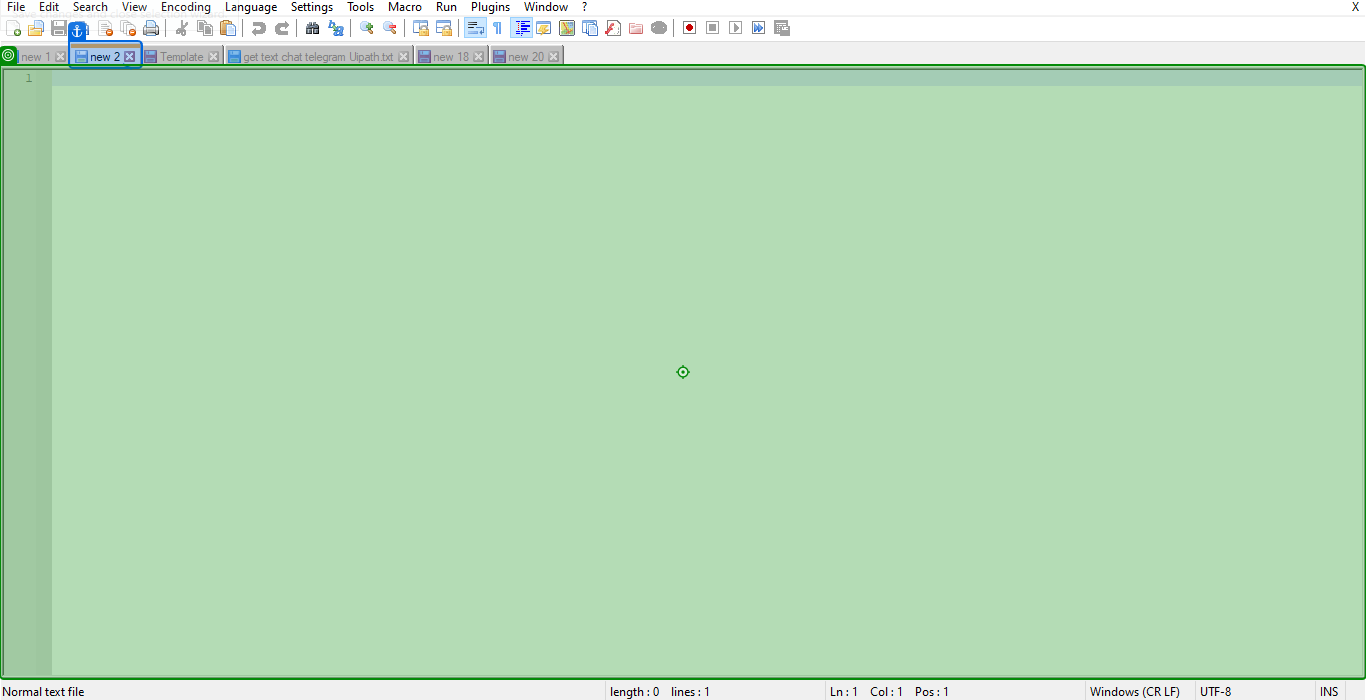 File Edit Search View Encoding Language Settings Tools Macro Run Plugins Window ? X
new 1 new 2 Template get text chat telegram Uipath.txt new 18 new 20
1
Normal text file length : 0 lines : 1 Ln : 1 Col : 1 Pos : 1 Windows (CR LF) UTF-8 INS